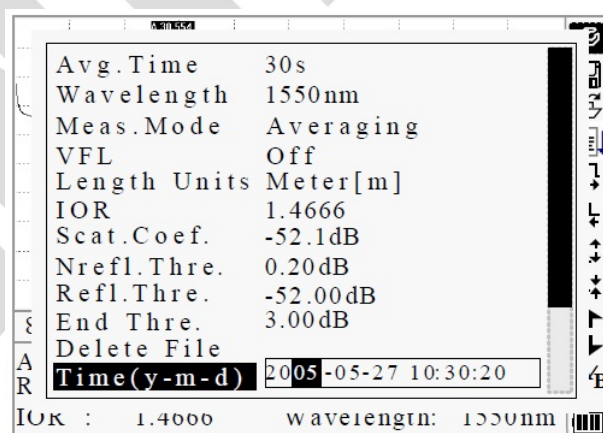 A 30.554
Avg.Time 30s
Wavelength 1550nm
Meas.Mode Averaging
VFL Off
Length Units Meter[m]
IOR 1.4666
Scat.Coef. -52.1dB
Nrefl.Thre. 0.20dB
Refl.Thre. -52.00dB
End Thre. 3.00dB
Delete File
Time(y-m-d) 2005-05-27 10:30:20
A
R
IOR : 1.4666 Wavelength: 1550nm